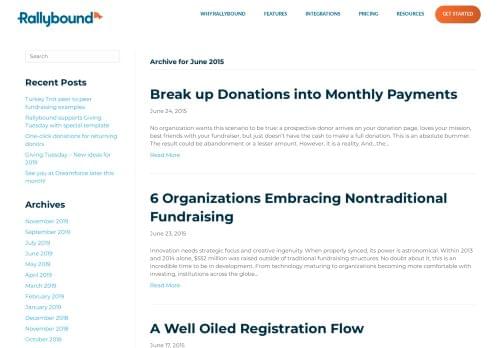 Rallybound
WHY RALLYBOUND
FEATURES
INTEGRATIONS
PRICING
RESOURCES
GET STARTED
Search
Recent Posts
Turkey Trot peer to peer
fundraising examples
Rallybound supports Giving
Tuesday with special template
One-click donations for returning
donors
Giving Tuesday – New ideas for
2019
See you at Dreamforce later this
month!
Archives
November 2019
September 2019
July 2019
June 2019
May 2019
April 2019
March 2019
February 2019
January 2019
December 2018
November 2018
October 2018
Archive for June 2015
Break up Donations into Monthly Payments
June 24, 2015
No organization wants this scenario to be true: a prospective donor arrives on your donation page, loves your mission,
best friends with your fundraiser, but just doesn't have the cash to make a full donation. This is an absolute bummer.
The result could be abandonment or a lesser amount. However, it is a reality. And, the…
Read More
6 Organizations Embracing Nontraditional
Fundraising
June 23, 2015
Innovation needs strategic focus and creative ingenuity. When properly synced, its power is astronomical. Within 2013
and 2014 alone, $552 million was raised outside of traditional fundraising structures. No doubt about it, this is an
incredible time to be in development. From technology maturing to organizations becoming more comfortable with
investing, institutions across the globe…
Read More
A Well Oiled Registration Flow
June 17, 2015